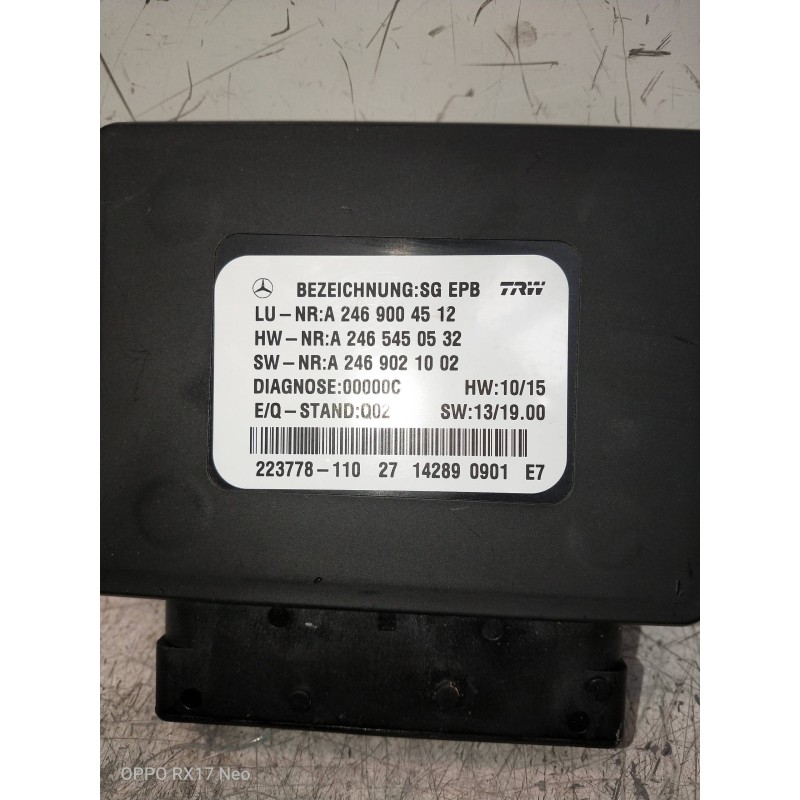 BEZEICHNUNG:SG EPB TRW
LU-NR:A 246 900 45 12
HW-NR:A 246 545 05 32
SW-NR:A 246 902 10 02
DIAGNOSE:00000C HW:10/15
E/Q-STAND:Q02 SW:13/19.00
223778-110 27 14289 0901 E7
OPPO RX17 Neo